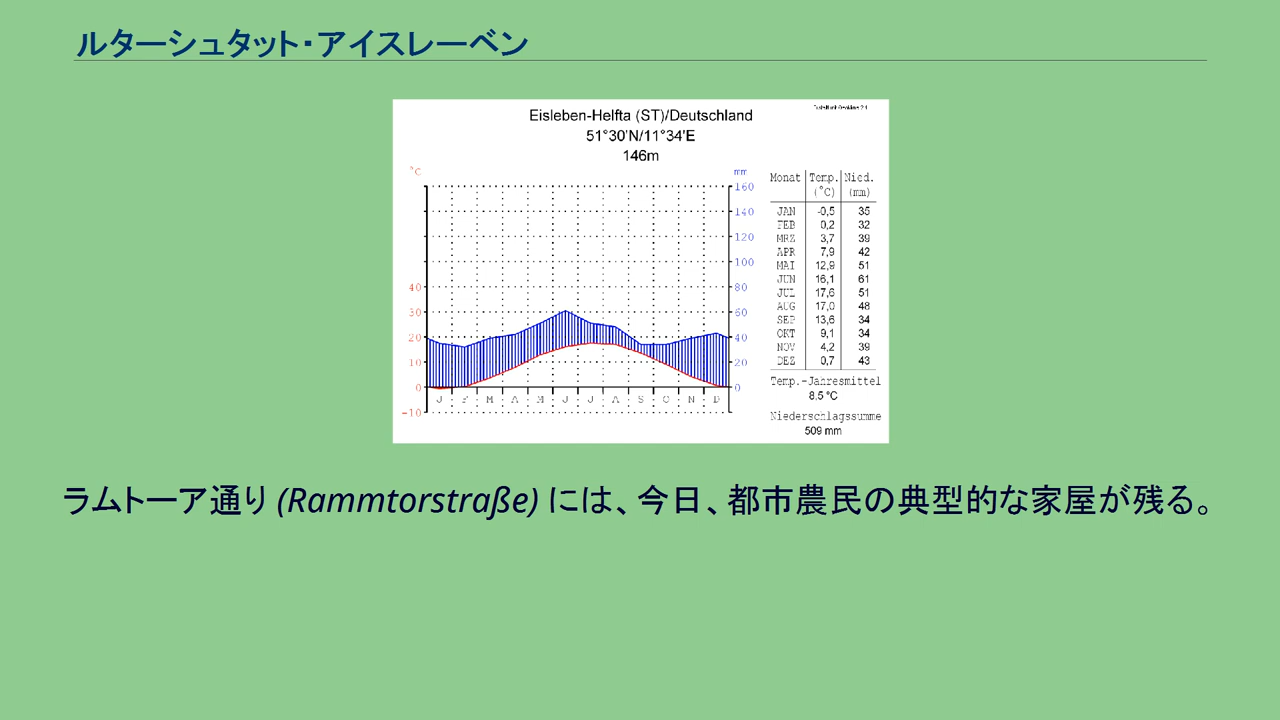 ルターシュタット・アイスレーベン
Eisleben-Helfta (ST)/Deutschland
51°30'N/11°34'E
146m
°C
mm
160
140
120
100
40 80
30 60
20 40
10 20
0 0
-10
J F M A M J J A S O N D
Monat Temp. Nied.
(°C) (mm)
JAN -0,5 35
FEB 0,2 32
MRZ 3,7 39
APR 7,9 42
MAI 12,9 51
JUN 16,1 61
JUL 17,6 51
AUG 17,0 48
SEP 13,6 34
OKT 9,1 34
NOV 4,2 39
DEZ 0,7 43
Temp.-Jahresmittel
8.5 °C
Niederschlagssumme
509 mm
ラムトーア通り (Rammtorstraße) には、今日、都市農民の典型的な家屋が残る。